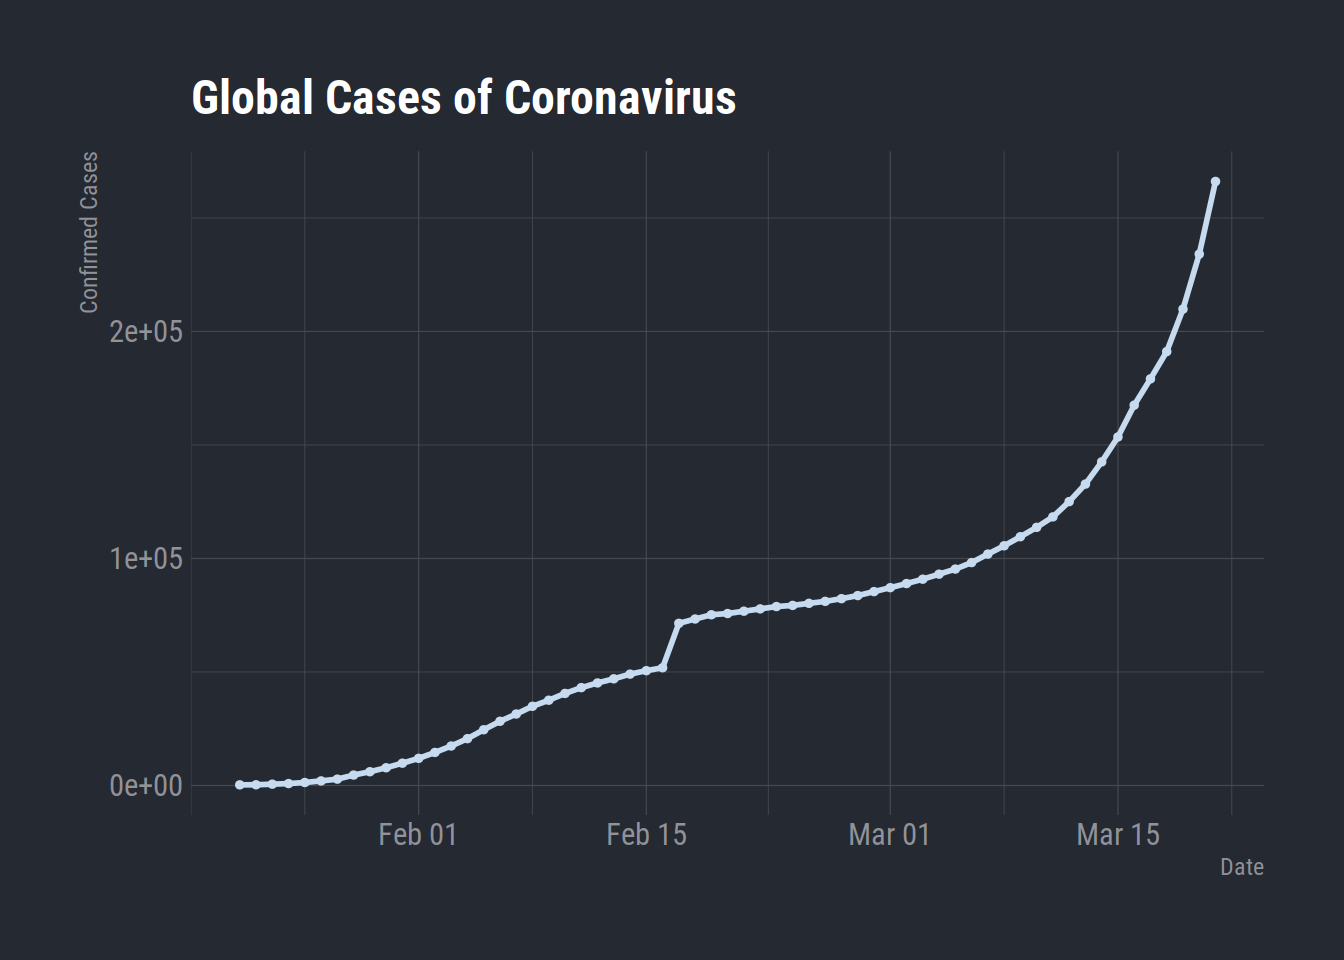 Global Cases of Coronavirus
Confirmed Cases
2e+05
1e+05
0e+00
Feb 01
Feb 15
Mar 01
Mar 15
Date